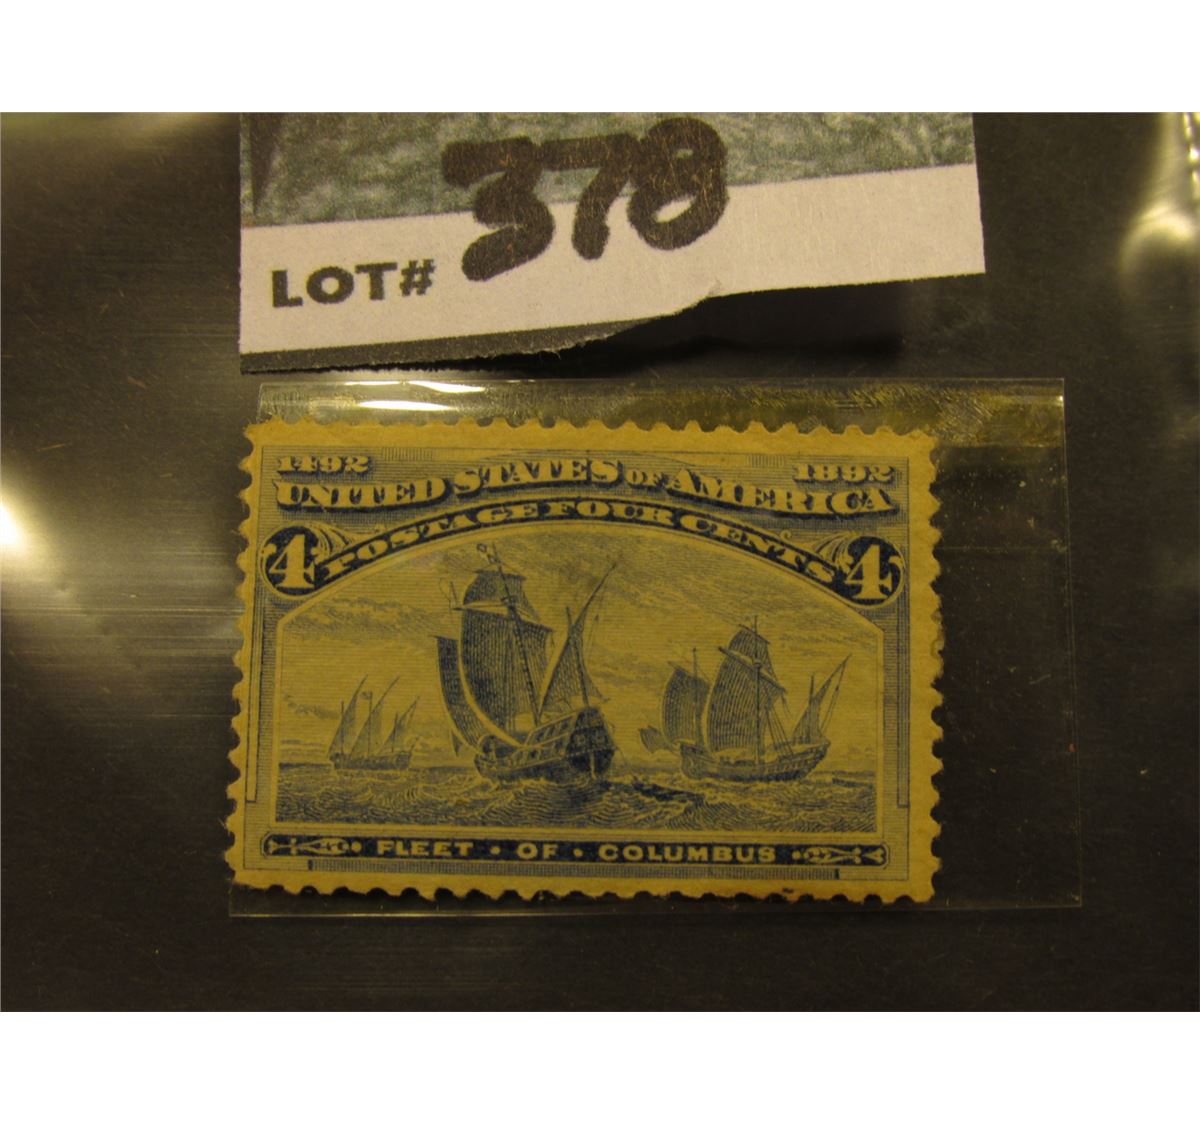 LOT# 378
1492 1892
UNITED STATES OF AMERICA
POSTAGE FOUR CENTS
4 4
FLEET · OF · COLUMBUS